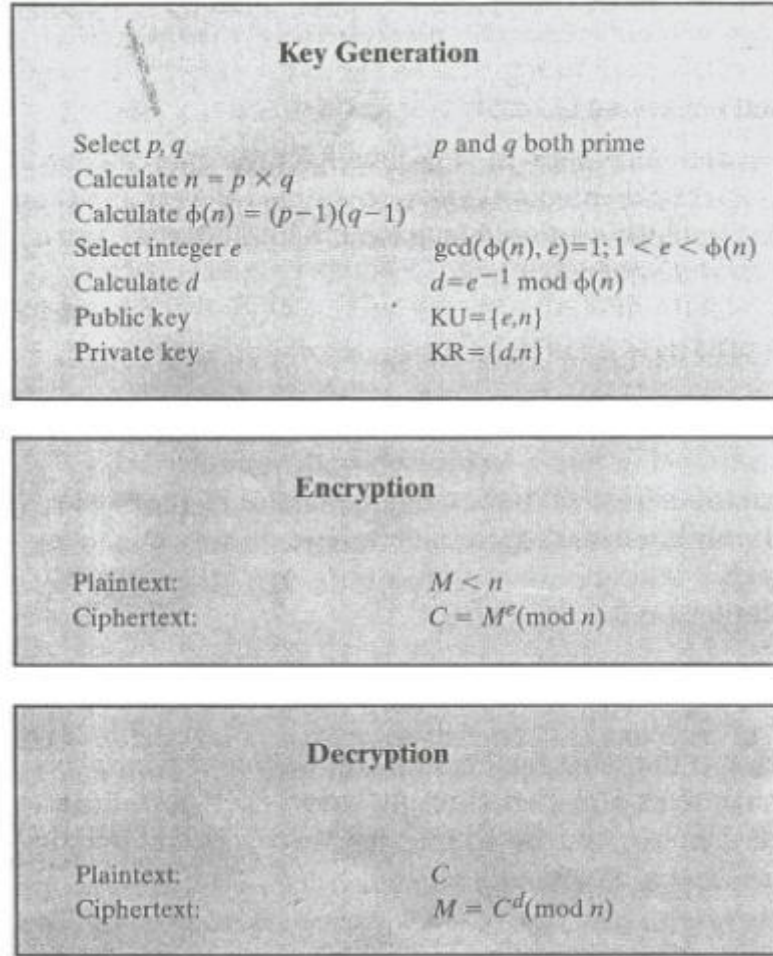 Key Generation
Select p, q p and q both prime
Calculate n = p × q
Calculate ϕ(n) = (p−1)(q−1)
Select integer e gcd(ϕ(n), e)=1; 1 < e < ϕ(n)
Calculate d d=e⁻¹ mod ϕ(n)
Public key KU={e,n}
Private key KR={d,n}
Encryption
Plaintext: M < n
Ciphertext: C = Mᵉ(mod n)
Decryption
Plaintext: C
Ciphertext: M = Cᵈ(mod n)